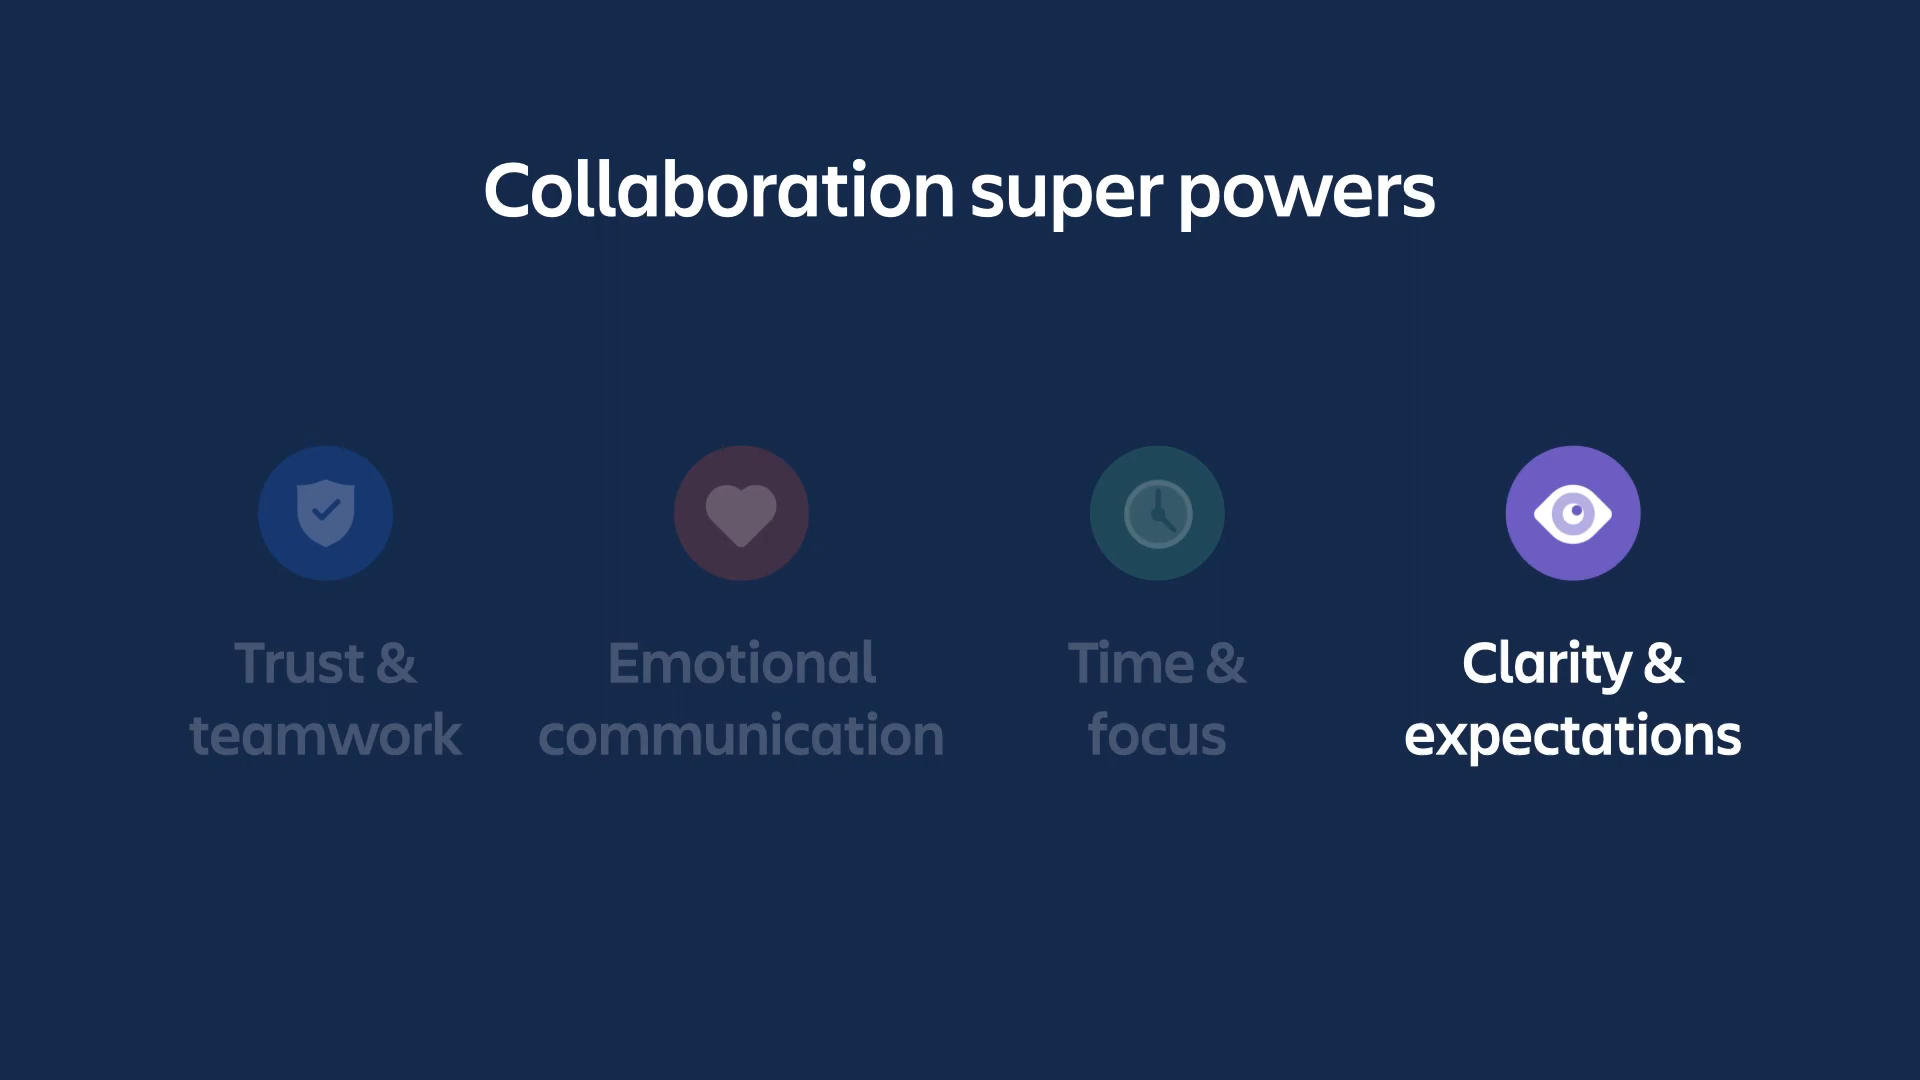 Collaboration super powers
Trust &
teamwork
Emotional
communication
Time &
focus
Clarity &
expectations